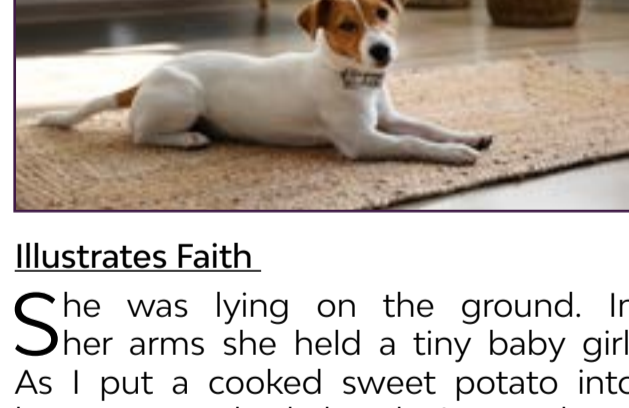 Illustrates Faith
She was lying on the ground. In
her arms she held a tiny baby girl
As I put a cooked sweet potato into